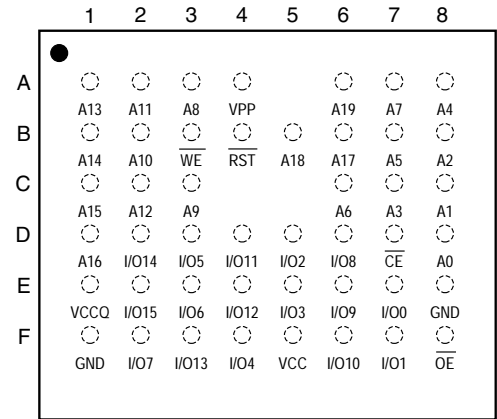 1 2 3 4 5 6 7 8
A
A13 A11 A8 VPP A19 A7 A4
B
A14 A10 WE RST A18 A17 A5 A2
C
A15 A12 A9 A6 A3 A1
D
A16 I/O14 I/O5 I/O11 I/O2 I/O8 CE A0
E
VCCQ I/O15 I/O6 I/O12 I/O3 I/O9 I/O0 GND
F
GND I/O7 I/O13 I/O4 VCC I/O10 I/O1 OE